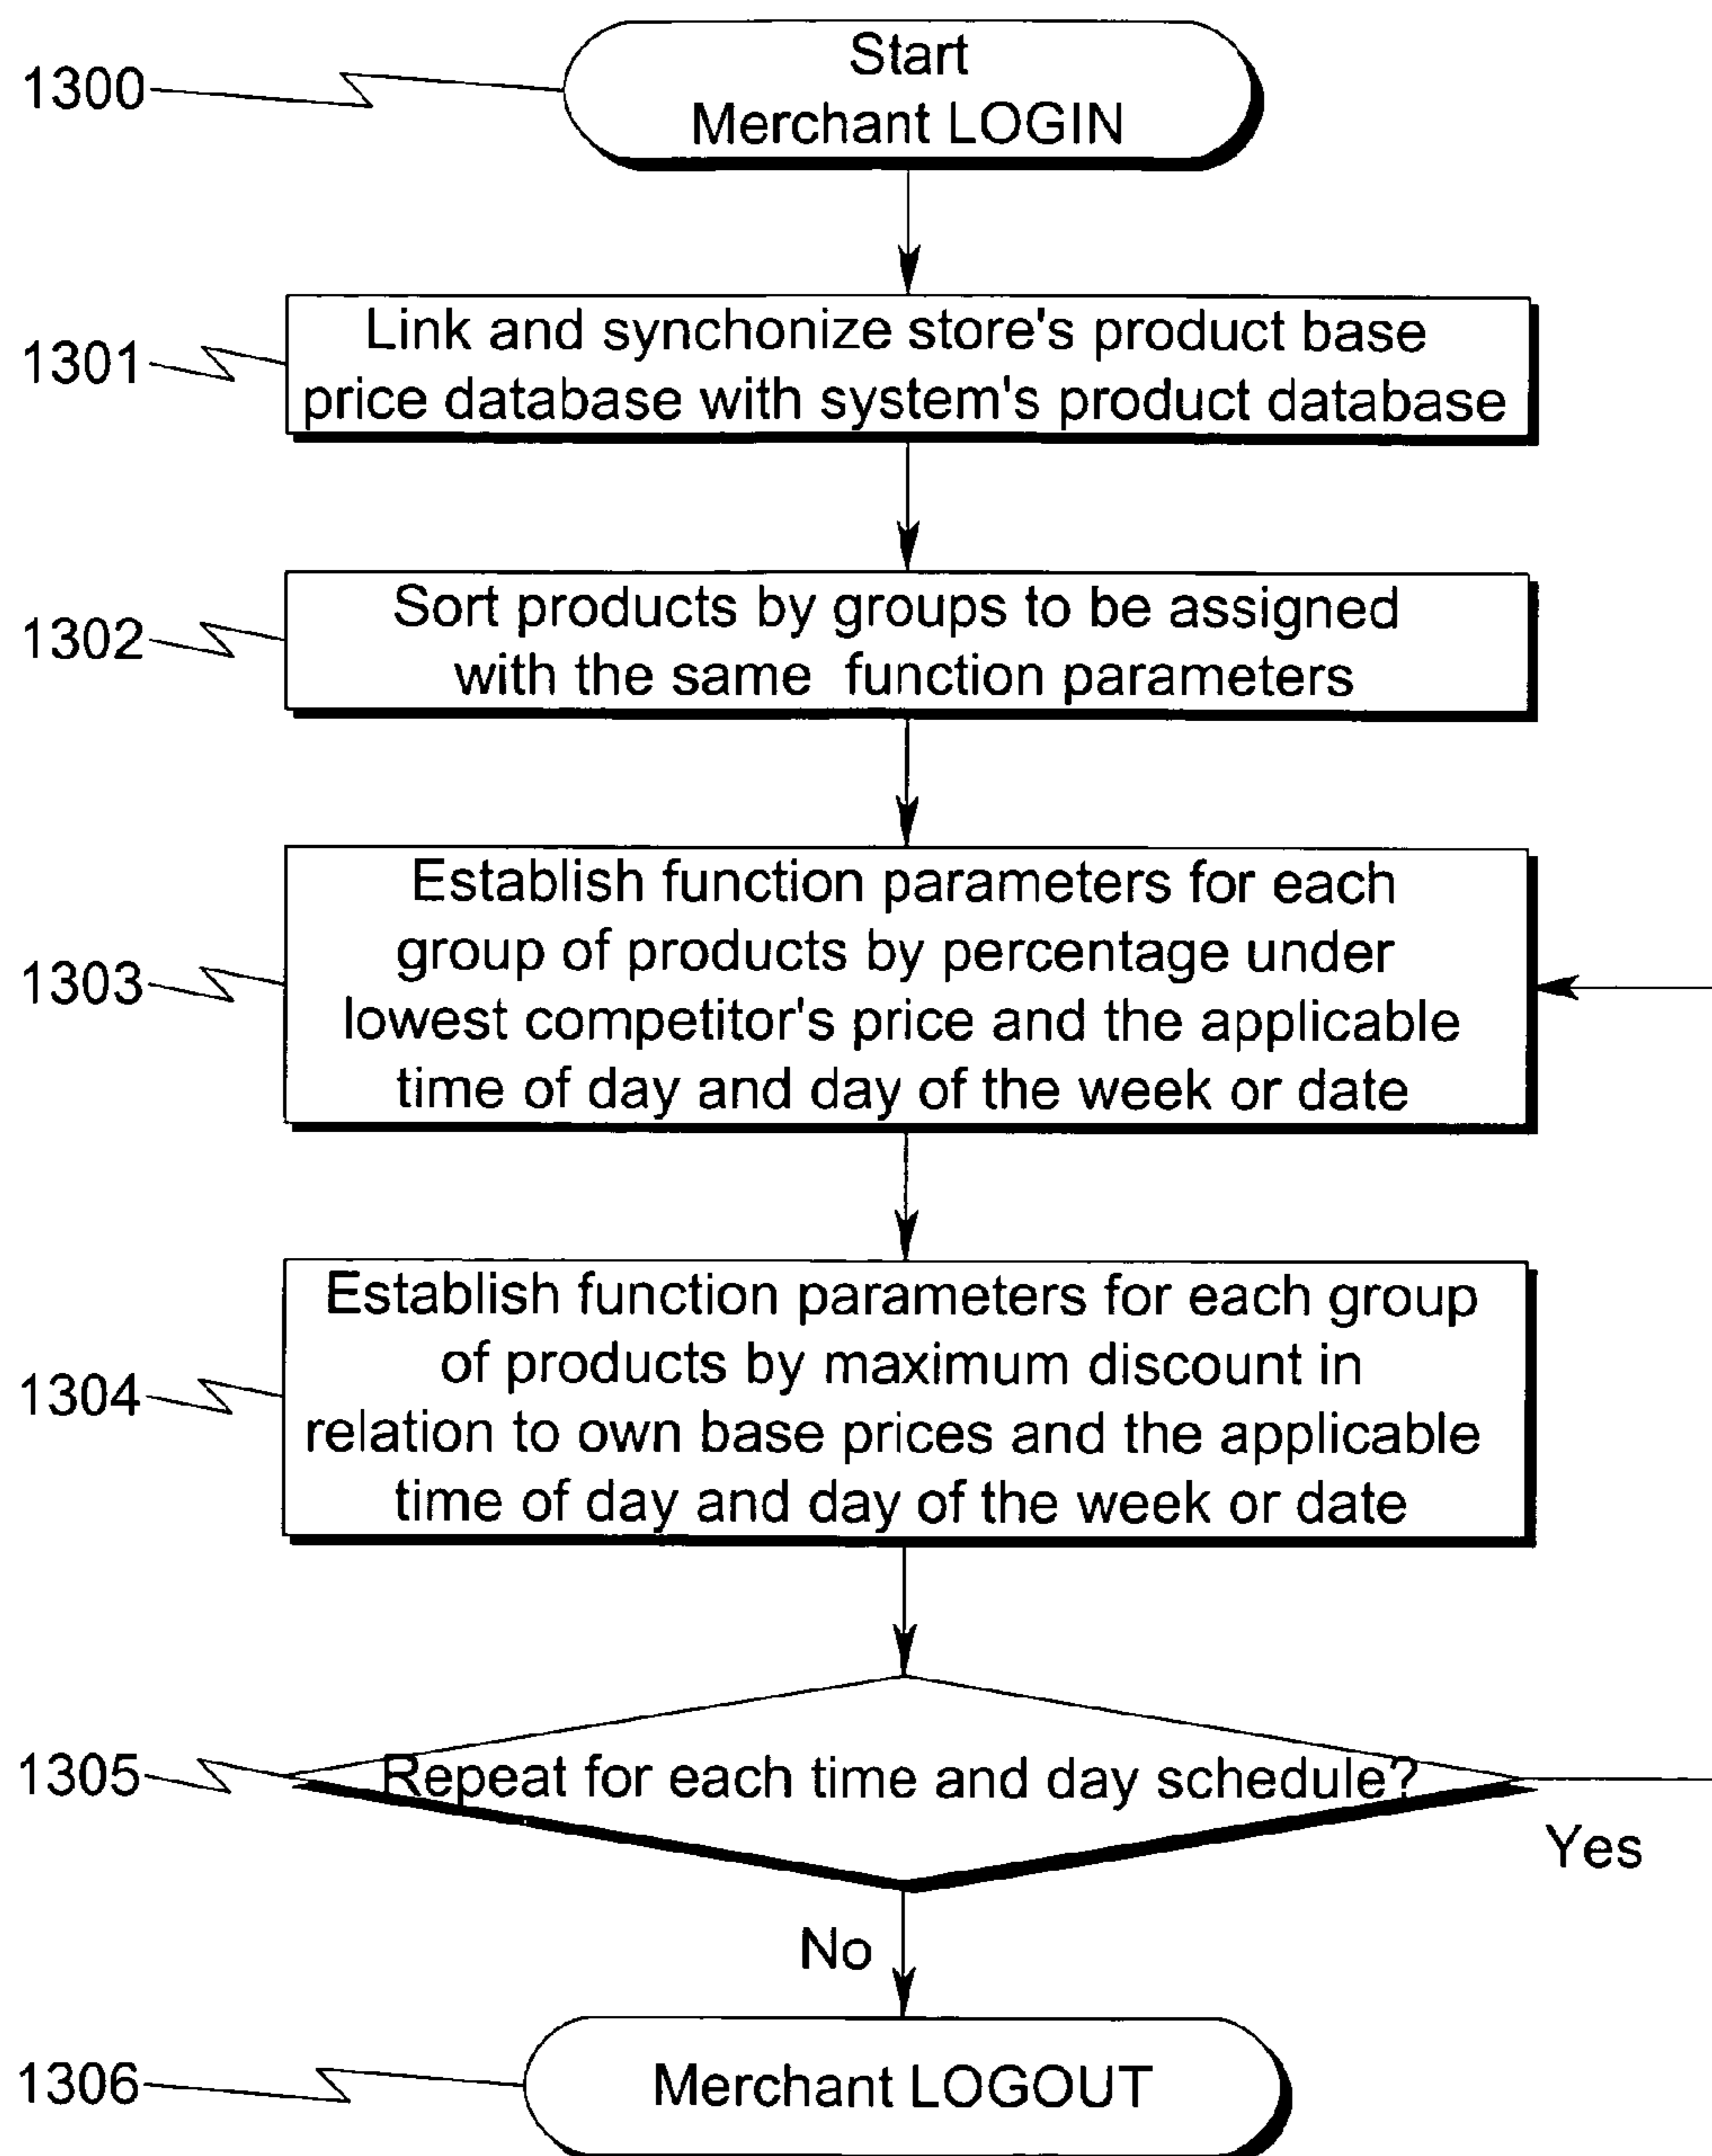 1300
Start
Merchant LOGIN
1301
Link and synchonize store's product base
price database with system's product database
1302
Sort products by groups to be assigned
with the same function parameters
1303
Establish function parameters for each
group of products by percentage under
lowest competitor's price and the applicable
time of day and day of the week or date
1304
Establish function parameters for each group
of products by maximum discount in
relation to own base prices and the applicable
time of day and day of the week or date
1305
Repeat for each time and day schedule?
Yes
No
1306
Merchant LOGOUT